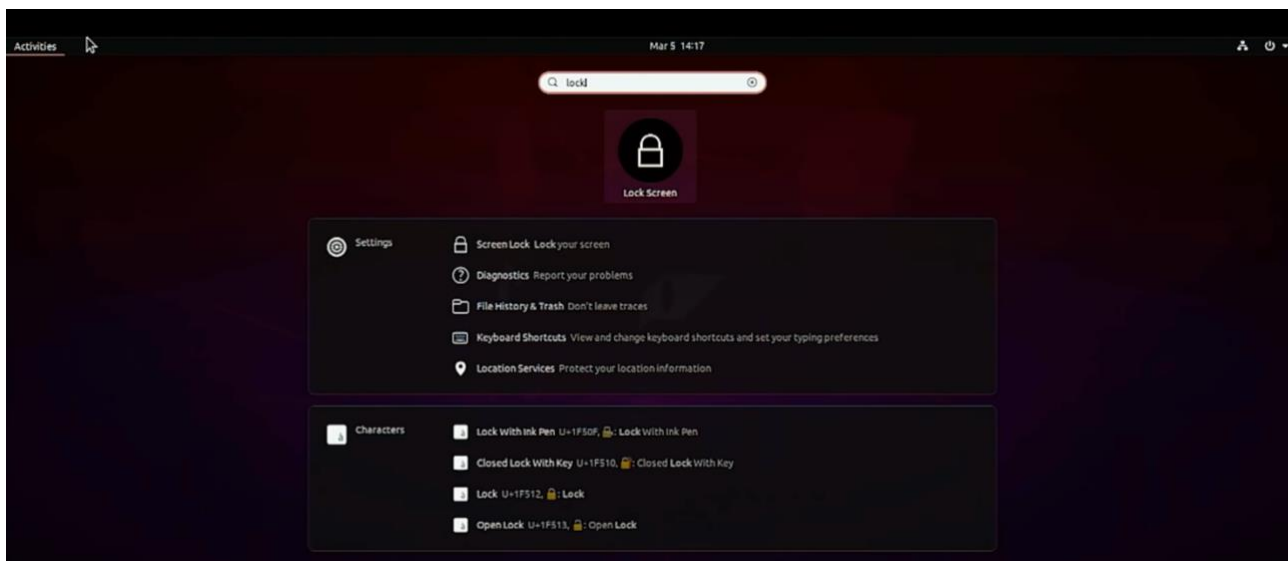 Activities
Mar 5 14:17
lock
Lock Screen
Settings
Screen Lock Lock your screen
Diagnostics Report your problems
File History & Trash Don't leave traces
Keyboard Shortcuts View and change keyboard shortcuts and set your typing preferences
Location Services Protect your location information
Characters
Lock With Ink Pen U+1F50F, 🔏: Lock With Ink Pen
Closed Lock With Key U+1F510, 🔐: Closed Lock With Key
Lock U+1F512, 🔒: Lock
Open Lock U+1F513, 🔓: Open Lock